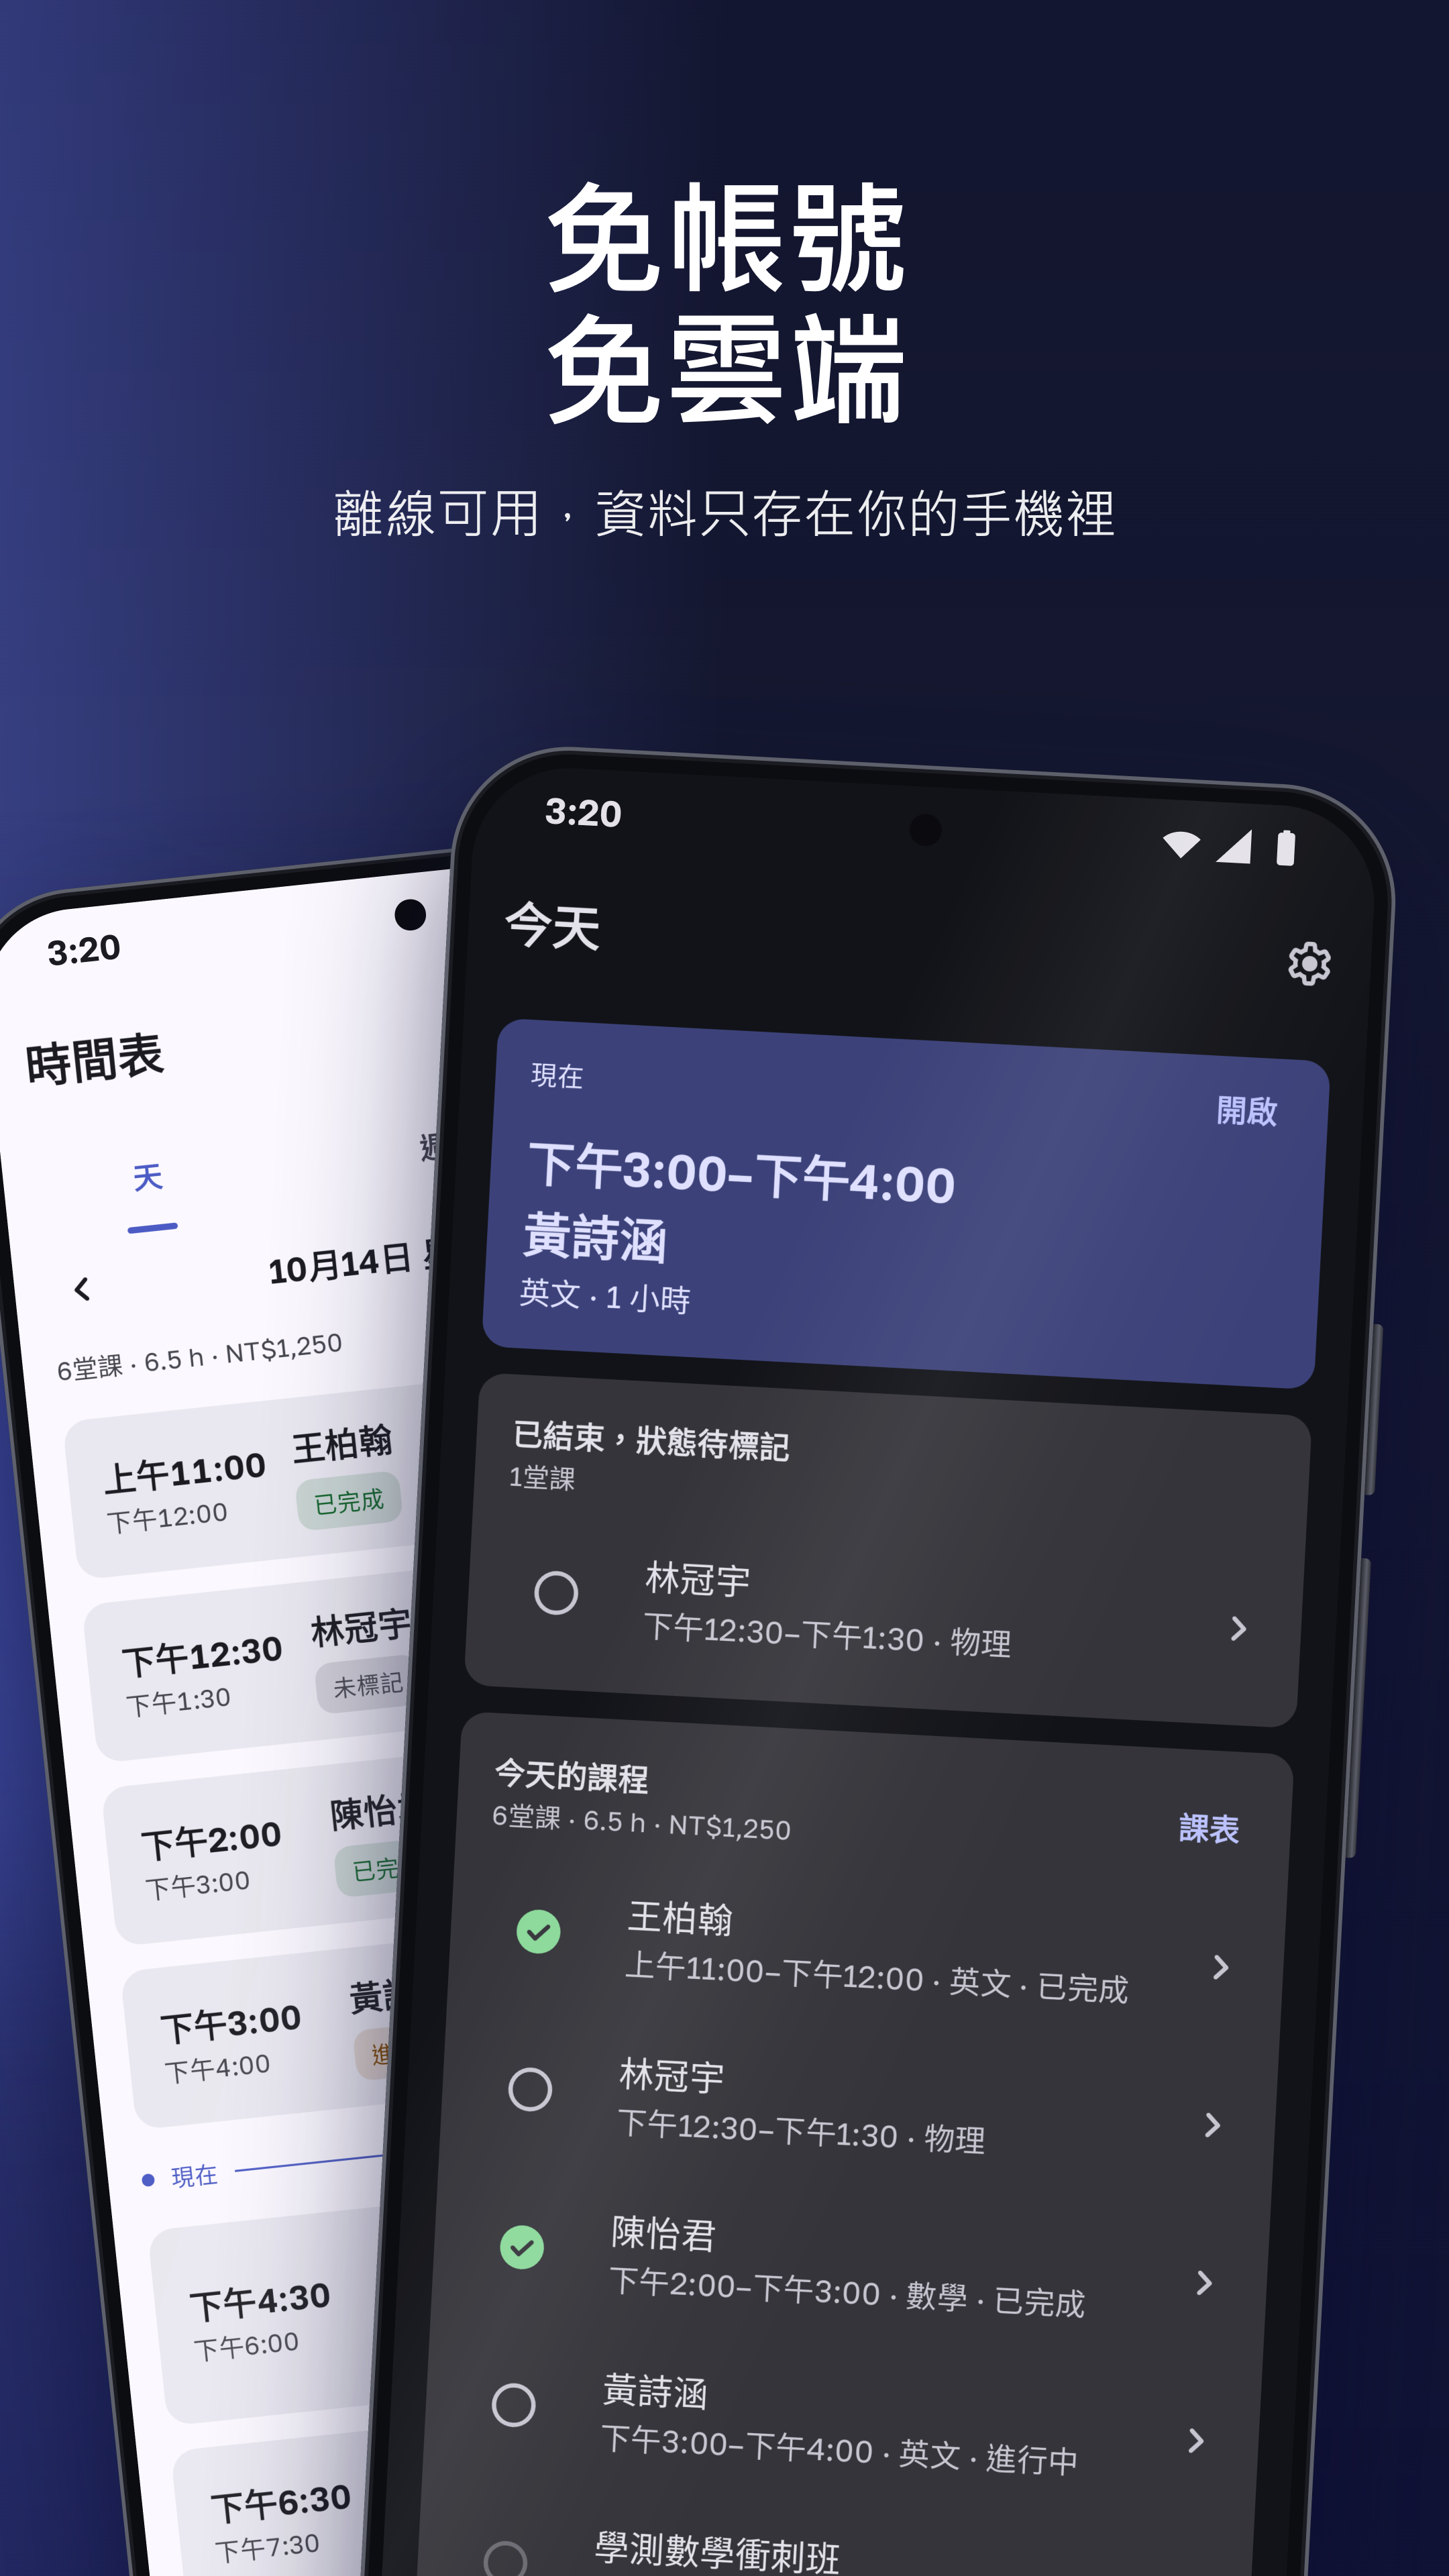 免帳號
免雲端
離線可用，資料只存在你的手機裡
3:20
時間表
天
10月14日
6堂課 · 6.5 h · NT$1,250
上午11:00
下午12:00
王柏翰
已完成
下午12:30
下午1:30
林冠宇
未標記
下午2:00
下午3:00
陳怡
已完
下午3:00
下午4:00
黃
進
現在
下午4:30
下午6:00
下午6:30
下午7:30
3:20
今天
現在
開啟
下午3:00–下午4:00
黃詩涵
英文 · 1 小時
已結束，狀態待標記
1堂課
林冠宇
下午12:30–下午1:30 · 物理
今天的課程
6堂課 · 6.5 h · NT$1,250
課表
王柏翰
上午11:00–下午12:00 · 英文 · 已完成
林冠宇
下午12:30–下午1:30 · 物理
陳怡君
下午2:00–下午3:00 · 數學 · 已完成
黃詩涵
下午3:00–下午4:00 · 英文 · 進行中
學測數學衝刺班